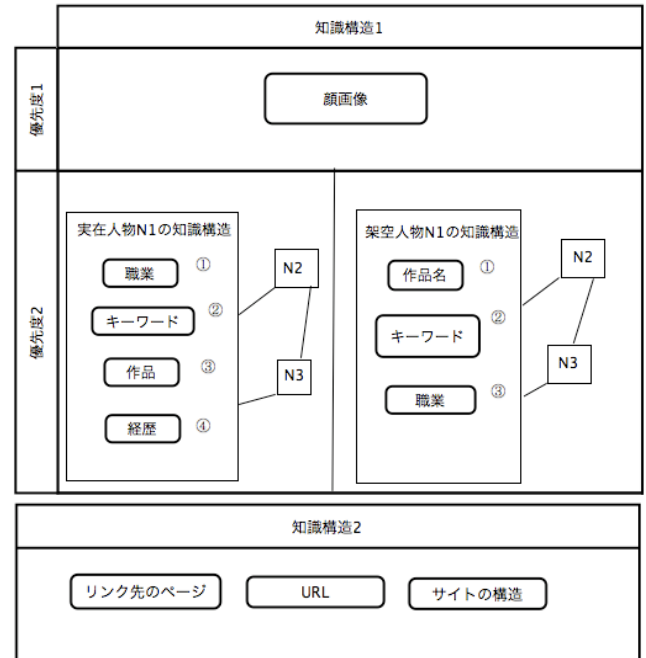 知識構造1
優先度1
顔画像
優先度2
実在人物N1の知識構造
職業 ①
キーワード ②
作品 ③
経歴 ④
N2
N3
架空人物N1の知識構造
作品名 ①
キーワード ②
職業 ③
N2
N3
知識構造2
リンク先のページ URL サイトの構造